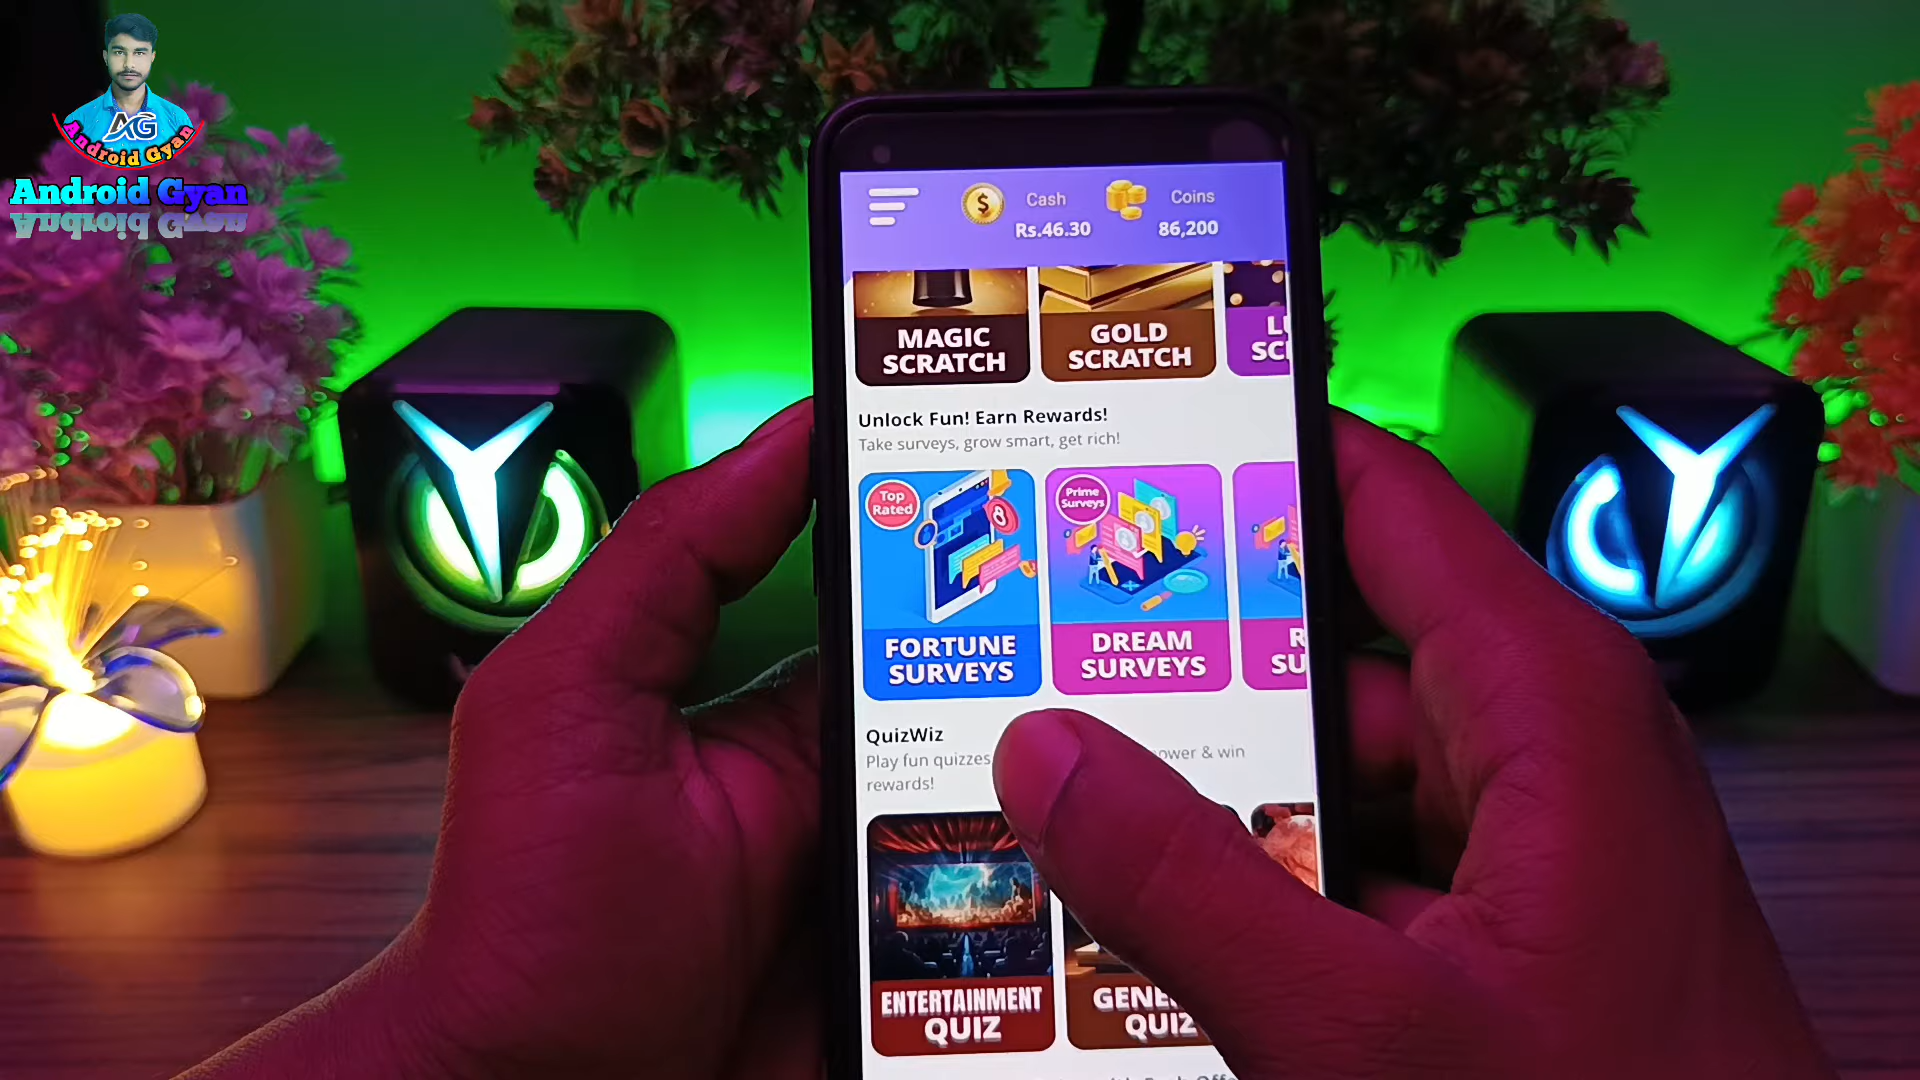 AG
Android Gyan
Android Gyan
Cash
Rs.46.30
Coins
86,200
MAGIC
SCRATCH
GOLD
SCRATCH
Unlock Fun! Earn Rewards!
Take surveys, grow smart, get rich!
Top
Rated
Prime
Surveys
FORTUNE
SURVEYS
DREAM
SURVEYS
QuizWiz
Play fun quizzes
& win
rewards!
ENTERTAINMENT
QUIZ
QUIZ